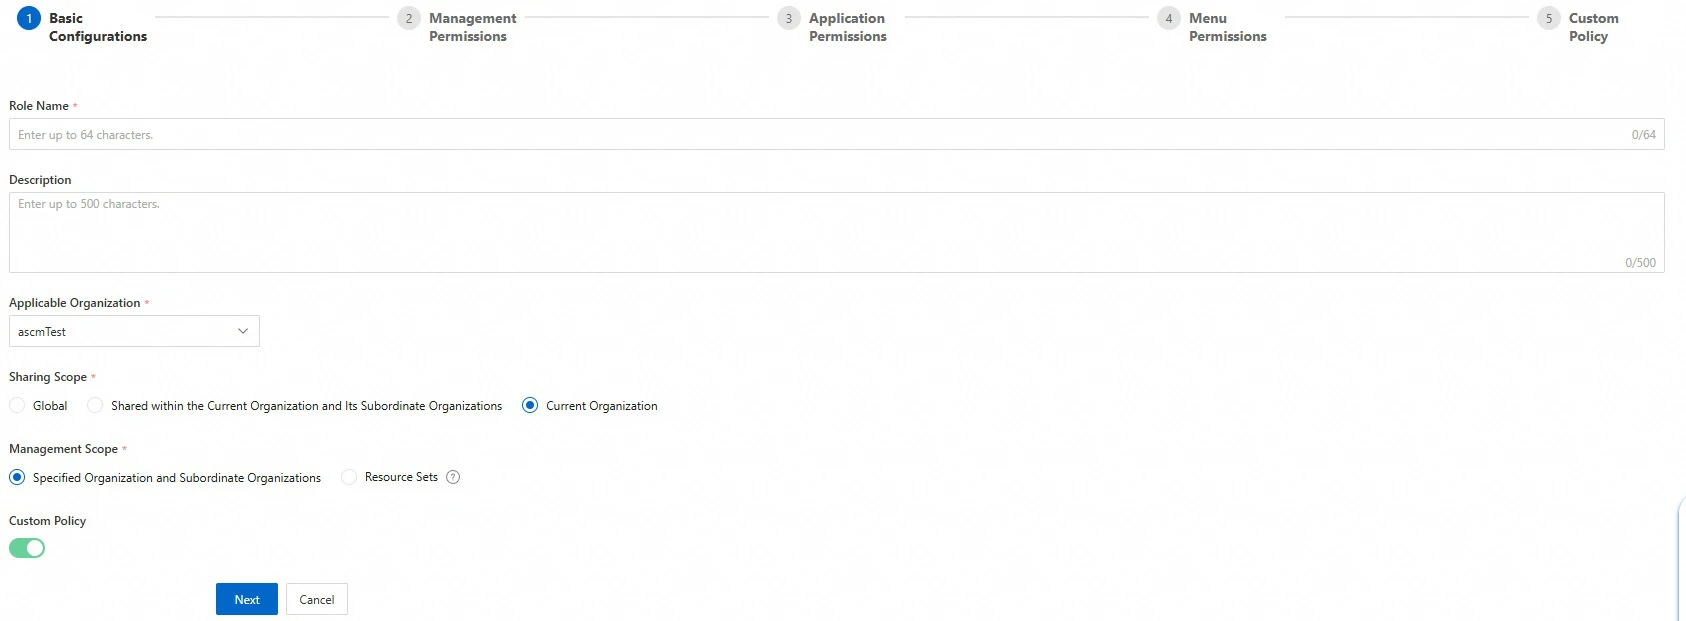 1 Basic Configurations
2 Management Permissions
3 Application Permissions
4 Menu Permissions
5 Custom Policy
Role Name *
Enter up to 64 characters. 0/64
Description
Enter up to 500 characters.
0/500
Applicable Organization *
ascmTest
Sharing Scope *
Global Shared within the Current Organization and Its Subordinate Organizations Current Organization
Management Scope *
Specified Organization and Subordinate Organizations Resource Sets ?
Custom Policy
Next Cancel